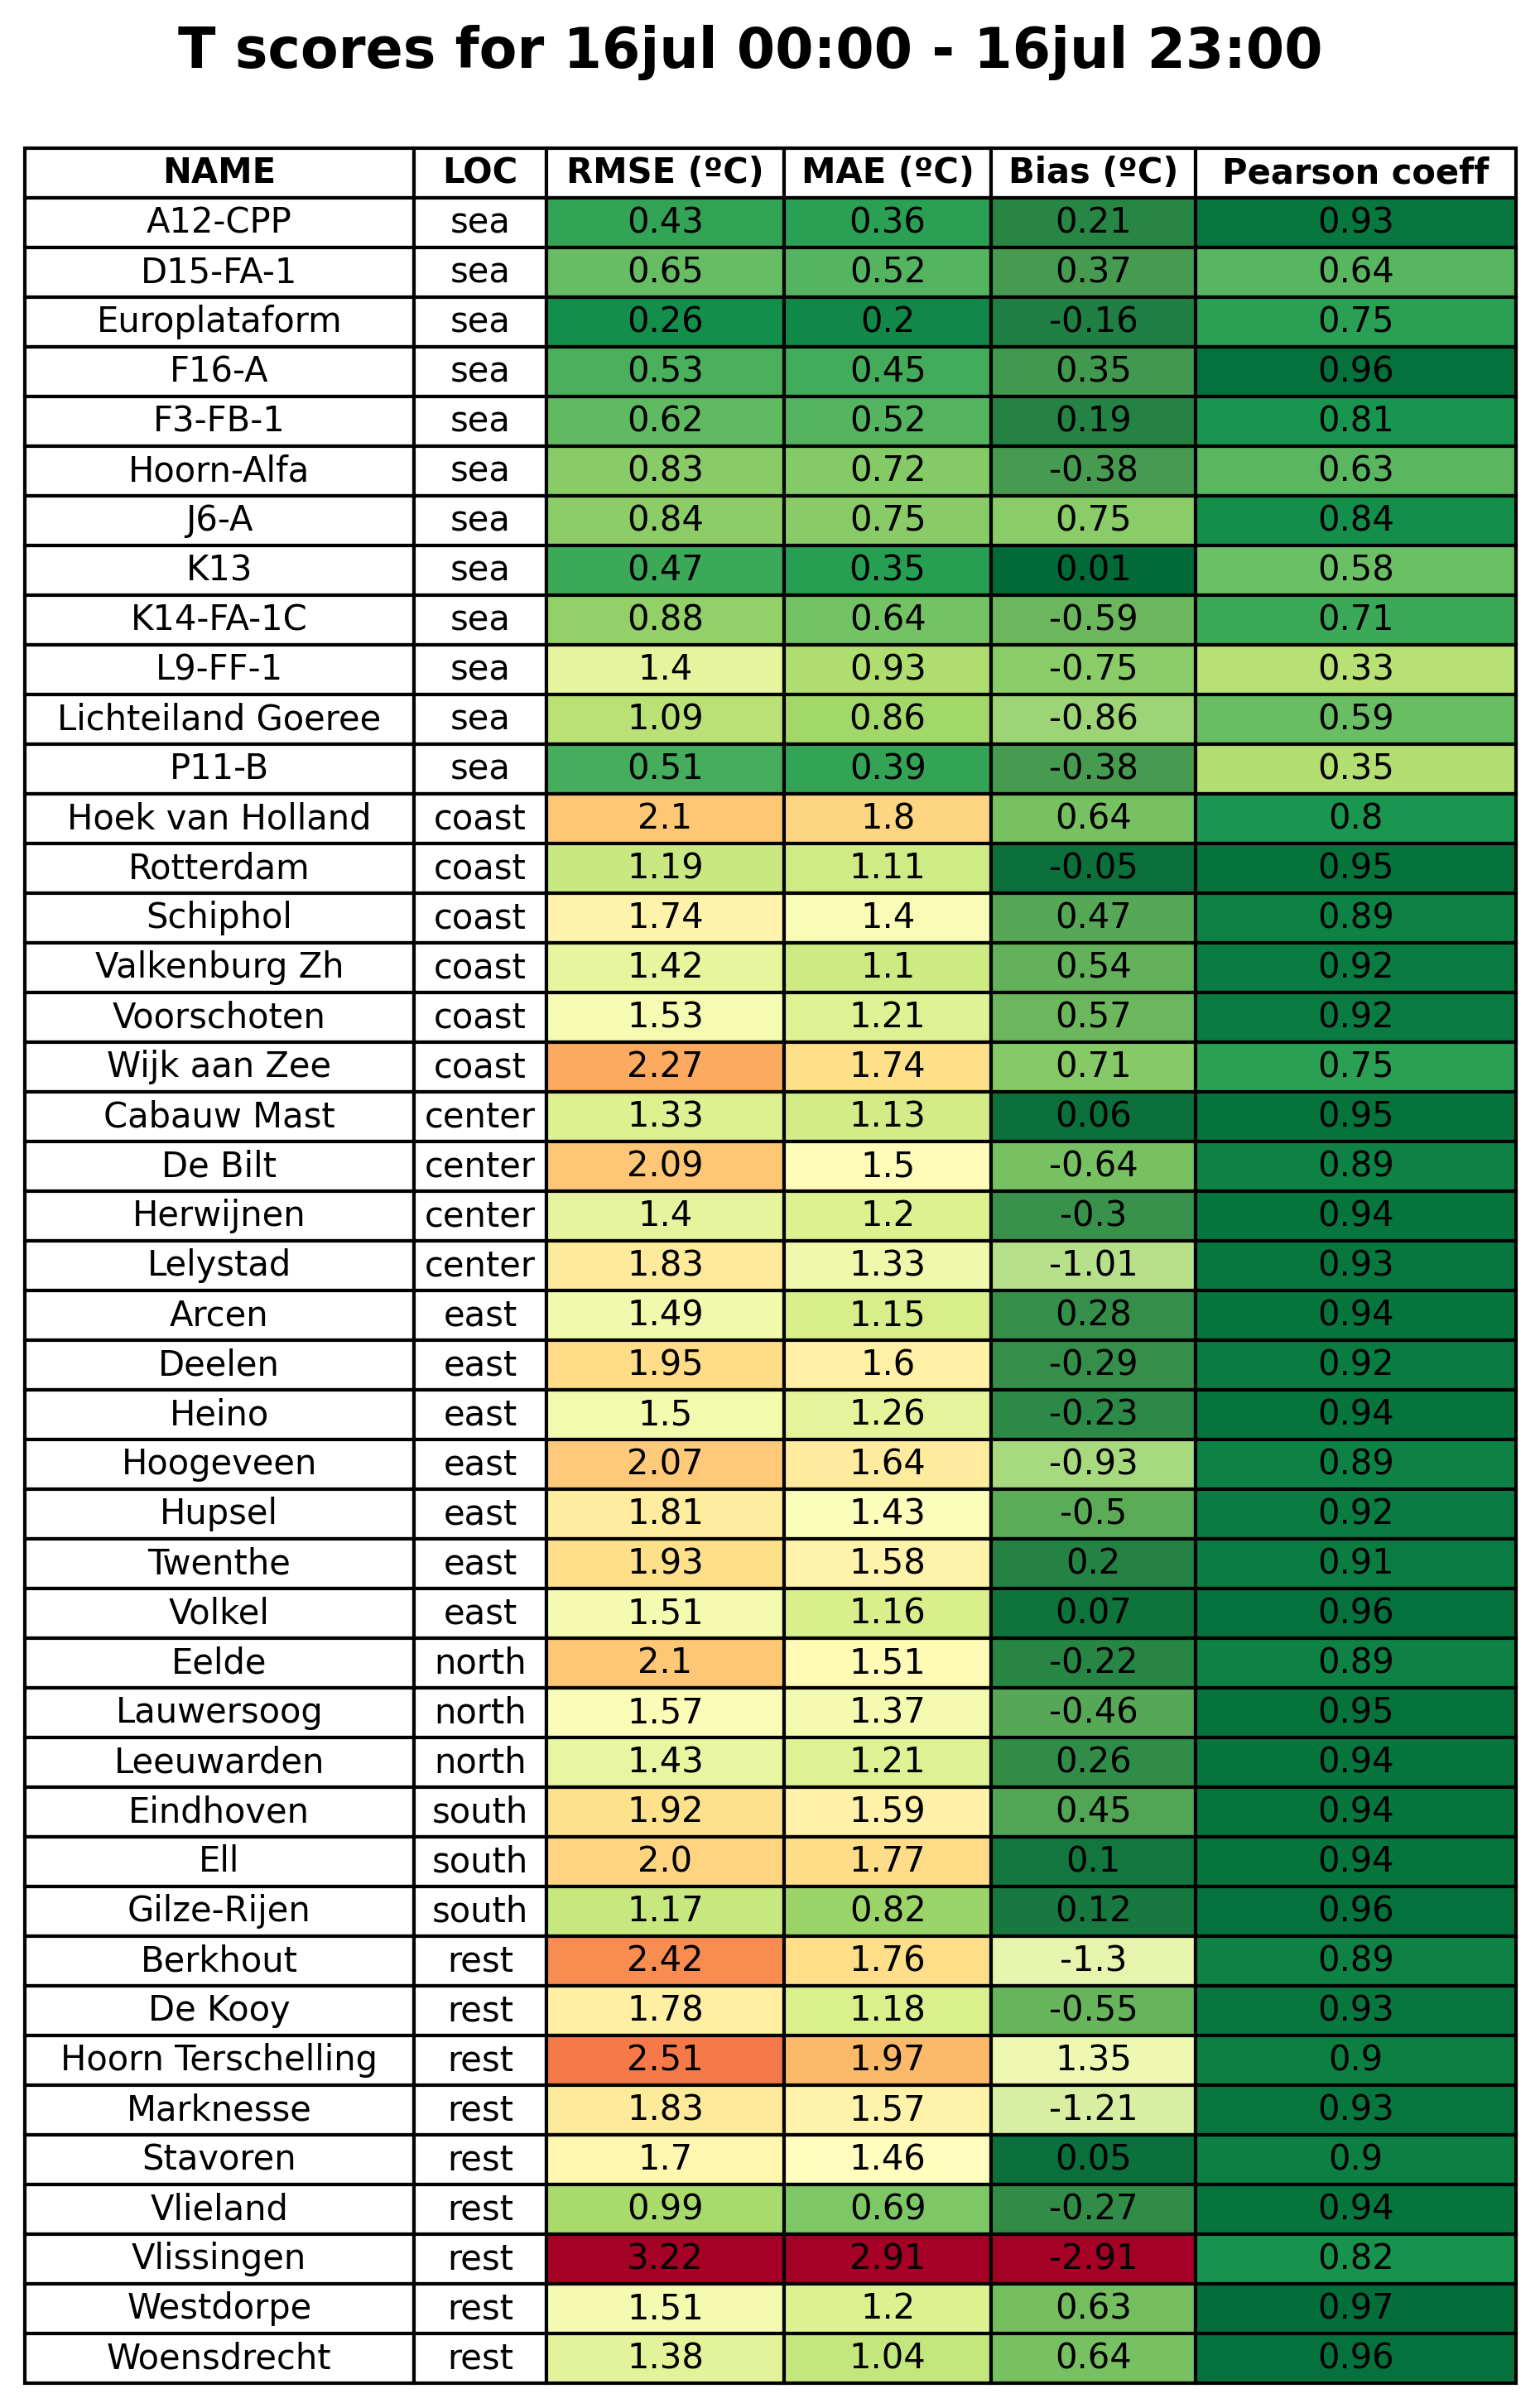 T scores for 16jul 00:00 - 16jul 23:00
NAME LOC RMSE (ºC) MAE (ºC) Bias (ºC) Pearson coeff
A12-CPP sea 0.43 0.36 0.21 0.93
D15-FA-1 sea 0.65 0.52 0.37 0.64
Europlataform sea 0.26 0.2 -0.16 0.75
F16-A sea 0.53 0.45 0.35 0.96
F3-FB-1 sea 0.62 0.52 0.19 0.81
Hoorn-Alfa sea 0.83 0.72 -0.38 0.63
J6-A sea 0.84 0.75 0.75 0.84
K13 sea 0.47 0.35 0.01 0.58
K14-FA-1C sea 0.88 0.64 -0.59 0.71
L9-FF-1 sea 1.4 0.93 -0.75 0.33
Lichteiland Goeree sea 1.09 0.86 -0.86 0.59
P11-B sea 0.51 0.39 -0.38 0.35
Hoek van Holland coast 2.1 1.8 0.64 0.8
Rotterdam coast 1.19 1.11 -0.05 0.95
Schiphol coast 1.74 1.4 0.47 0.89
Valkenburg Zh coast 1.42 1.1 0.54 0.92
Voorschoten coast 1.53 1.21 0.57 0.92
Wijk aan Zee coast 2.27 1.74 0.71 0.75
Cabauw Mast center 1.33 1.13 0.06 0.95
De Bilt center 2.09 1.5 -0.64 0.89
Herwijnen center 1.4 1.2 -0.3 0.94
Lelystad center 1.83 1.33 -1.01 0.93
Arcen east 1.49 1.15 0.28 0.94
Deelen east 1.95 1.6 -0.29 0.92
Heino east 1.5 1.26 -0.23 0.94
Hoogeveen east 2.07 1.64 -0.93 0.89
Hupsel east 1.81 1.43 -0.5 0.92
Twenthe east 1.93 1.58 0.2 0.91
Volkel east 1.51 1.16 0.07 0.96
Eelde north 2.1 1.51 -0.22 0.89
Lauwersoog north 1.57 1.37 -0.46 0.95
Leeuwarden north 1.43 1.21 0.26 0.94
Eindhoven south 1.92 1.59 0.45 0.94
Ell south 2.0 1.77 0.1 0.94
Gilze-Rijen south 1.17 0.82 0.12 0.96
Berkhout rest 2.42 1.76 -1.3 0.89
De Kooy rest 1.78 1.18 -0.55 0.93
Hoorn Terschelling rest 2.51 1.97 1.35 0.9
Marknesse rest 1.83 1.57 -1.21 0.93
Stavoren rest 1.7 1.46 0.05 0.9
Vlieland rest 0.99 0.69 -0.27 0.94
Vlissingen rest 3.22 2.91 -2.91 0.82
Westdorpe rest 1.51 1.2 0.63 0.97
Woensdrecht rest 1.38 1.04 0.64 0.96